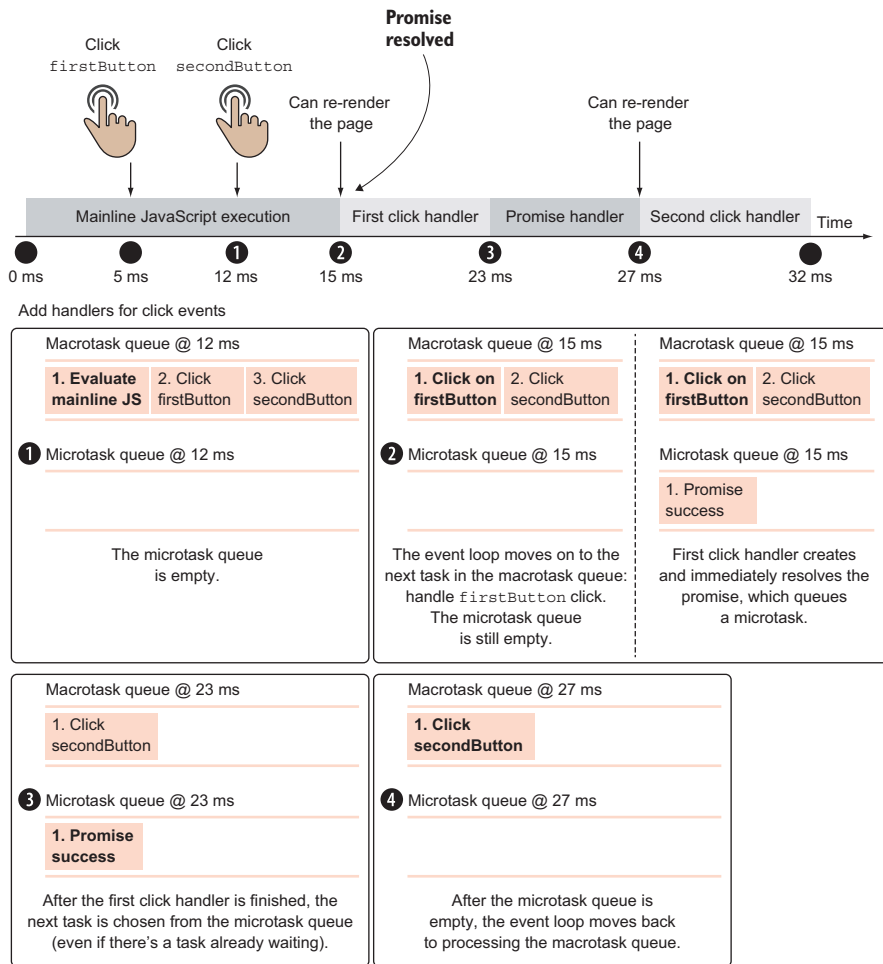 Promise
resolved
Click
firstButton
Click
secondButton
Can re-render
the page
Can re-render
the page
Mainline JavaScript execution
First click handler
Promise handler
Second click handler
Time
1
2
3
4
0 ms
5 ms
12 ms
15 ms
23 ms
27 ms
32 ms
Add handlers for click events
Macrotask queue @ 12 ms
1. Evaluate
mainline JS
2. Click
firstButton
3. Click
secondButton
1
Microtask queue @ 12 ms
The microtask queue
is empty.
Macrotask queue @ 15 ms
1. Click on
firstButton
2. Click
secondButton
2
Microtask queue @ 15 ms
The event loop moves on to the
next task in the macrotask queue:
handle firstButton click.
The microtask queue
is still empty.
Macrotask queue @ 15 ms
1. Click on
firstButton
2. Click
secondButton
Microtask queue @ 15 ms
1. Promise
success
First click handler creates
and immediately resolves the
promise, which queues
a microtask.
Macrotask queue @ 23 ms
1. Click
secondButton
3
Microtask queue @ 23 ms
1. Promise
success
After the first click handler is finished, the
next task is chosen from the microtask queue
(even if there's a task already waiting).
Macrotask queue @ 27 ms
1. Click
secondButton
4
Microtask queue @ 27 ms
After the microtask queue is
empty, the event loop moves back
to processing the macrotask queue.